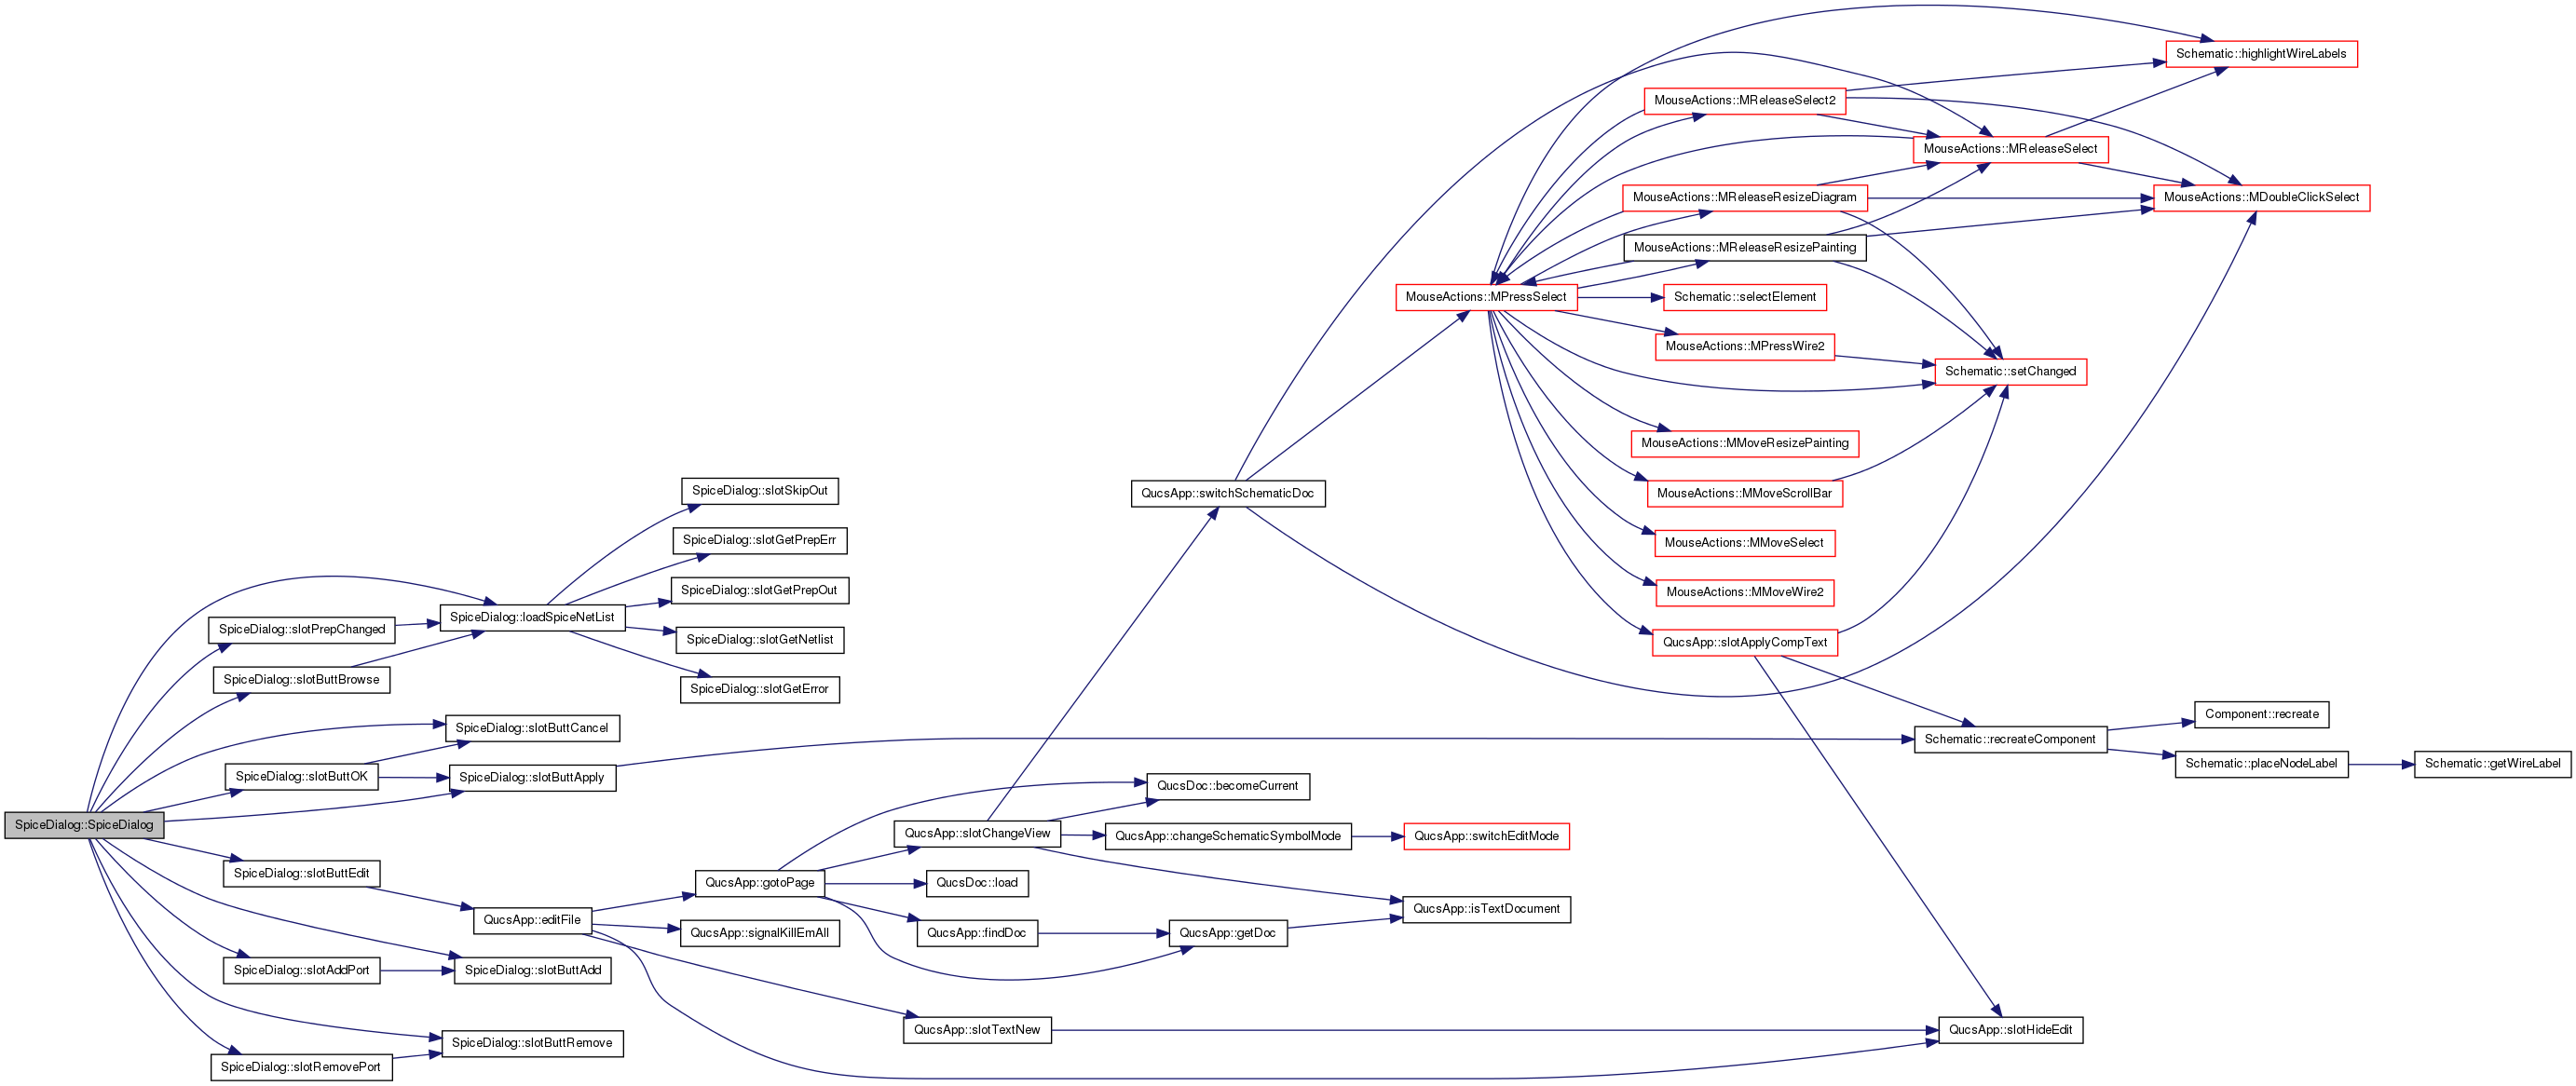 Schematic::highlightWireLabels
MouseActions::MReleaseSelect2
MouseActions::MReleaseSelect
MouseActions::MReleaseResizeDiagram
MouseActions::MDoubleClickSelect
MouseActions::MReleaseResizePainting
MouseActions::MPressSelect
Schematic::selectElement
MouseActions::MPressWire2
Schematic::setChanged
MouseActions::MMoveResizePainting
SpiceDialog::slotSkipOut
QucsApp::switchSchematicDoc
MouseActions::MMoveScrollBar
SpiceDialog::slotGetPrepErr
MouseActions::MMoveSelect
SpiceDialog::slotGetPrepOut
MouseActions::MMoveWire2
SpiceDialog::loadSpiceNetList
SpiceDialog::slotPrepChanged
SpiceDialog::slotGetNetlist
QucsApp::slotApplyCompText
SpiceDialog::slotButtBrowse
SpiceDialog::slotGetError
Component::recreate
SpiceDialog::slotButtCancel
Schematic::recreateComponent
Schematic::placeNodeLabel
Schematic::getWireLabel
SpiceDialog::slotButtOK
SpiceDialog::slotButtApply
QucsDoc::becomeCurrent
SpiceDialog::SpiceDialog
QucsApp::slotChangeView
QucsApp::changeSchematicSymbolMode
QucsApp::switchEditMode
SpiceDialog::slotButtEdit
QucsApp::gotoPage
QucsDoc::load
QucsApp::isTextDocument
QucsApp::editFile
QucsApp::signalKillEmAll
QucsApp::findDoc
QucsApp::getDoc
SpiceDialog::slotAddPort
SpiceDialog::slotButtAdd
QucsApp::slotTextNew
QucsApp::slotHideEdit
SpiceDialog::slotButtRemove
SpiceDialog::slotRemovePort